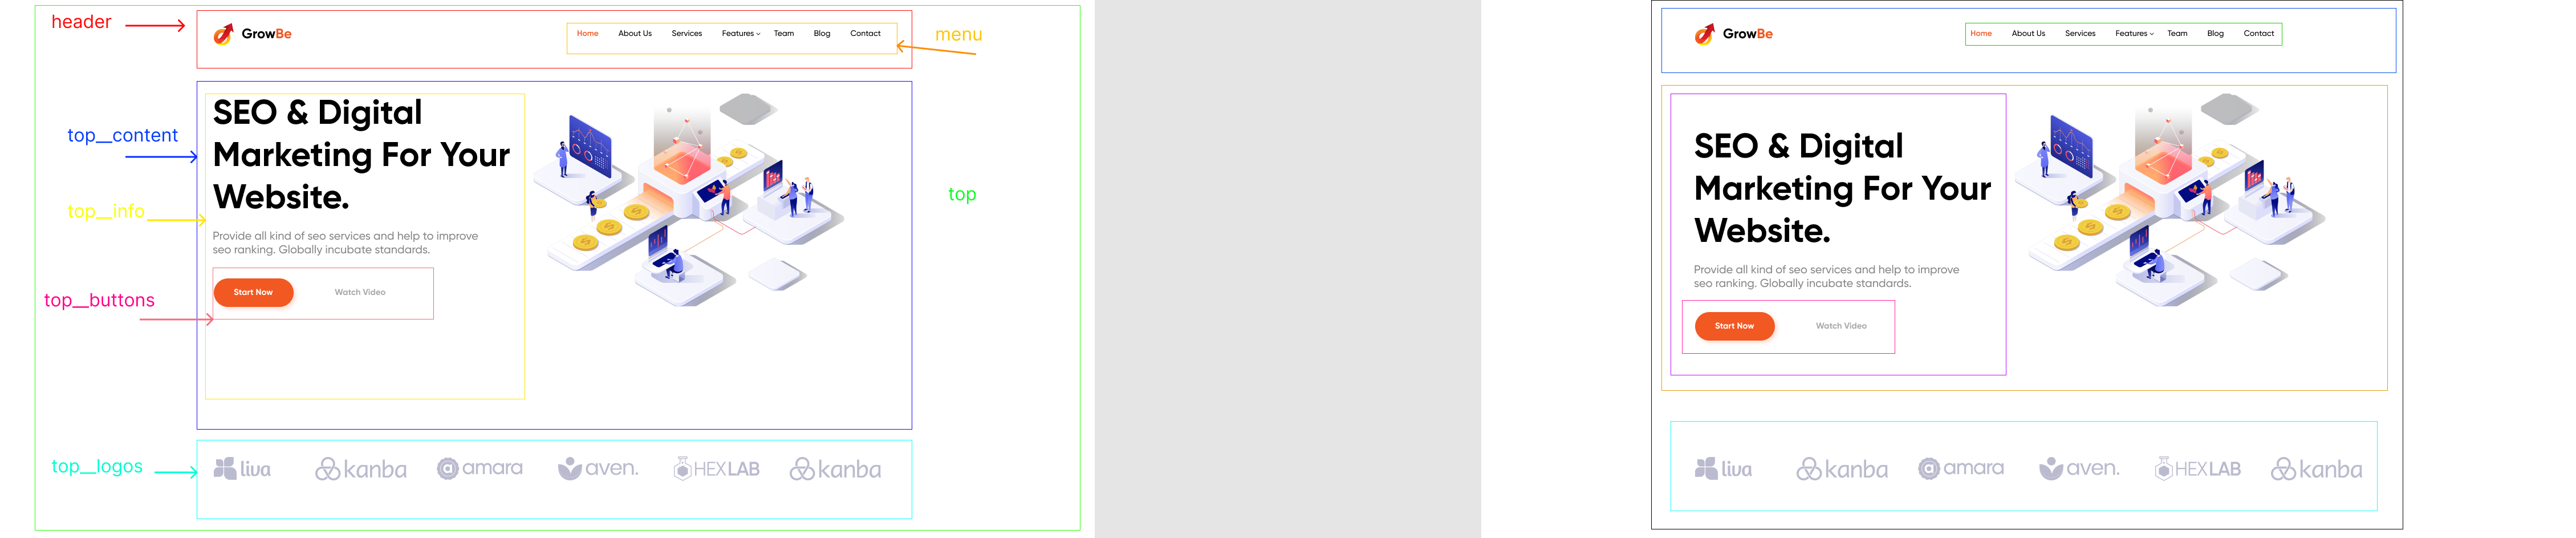 header
GrowBe
Home About Us Services Features Team Blog Contact
menu
top__content
SEO & Digital
Marketing For Your
Website.
top__info
top
Provide all kind of seo services and help to improve
seo ranking. Globally incubate standards.
top__buttons
Start Now Watch Video
top__logos
liva kanba amara aven. HEXLAB kanba
GrowBe
Home About Us Services Features Team Blog Contact
SEO & Digital
Marketing For Your
Website.
Provide all kind of seo services and help to improve
seo ranking. Globally incubate standards.
Start Now Watch Video
liva kanba amara aven. HEXLAB kanba